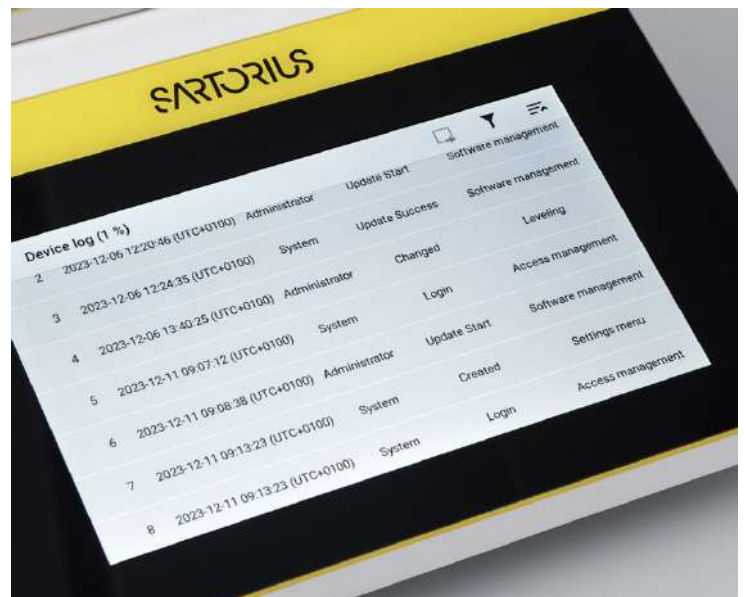 SARTORIUS
Device log (1 %)
2 2023-12-06 12:20:46 (UTC+0100) Administrator Update Start Software management
3 2023-12-06 12:24:35 (UTC+0100) System Update Success Software management
4 2023-12-06 13:40:25 (UTC+0100) Administrator Changed Leveling
5 2023-12-11 09:07:12 (UTC+0100) System Login Access management
6 2023-12-11 09:08:38 (UTC+0100) Administrator Update Start Software management
7 2023-12-11 09:13:23 (UTC+0100) System Created Settings menu
8 2023-12-11 09:13:23 (UTC+0100) System Login Access management